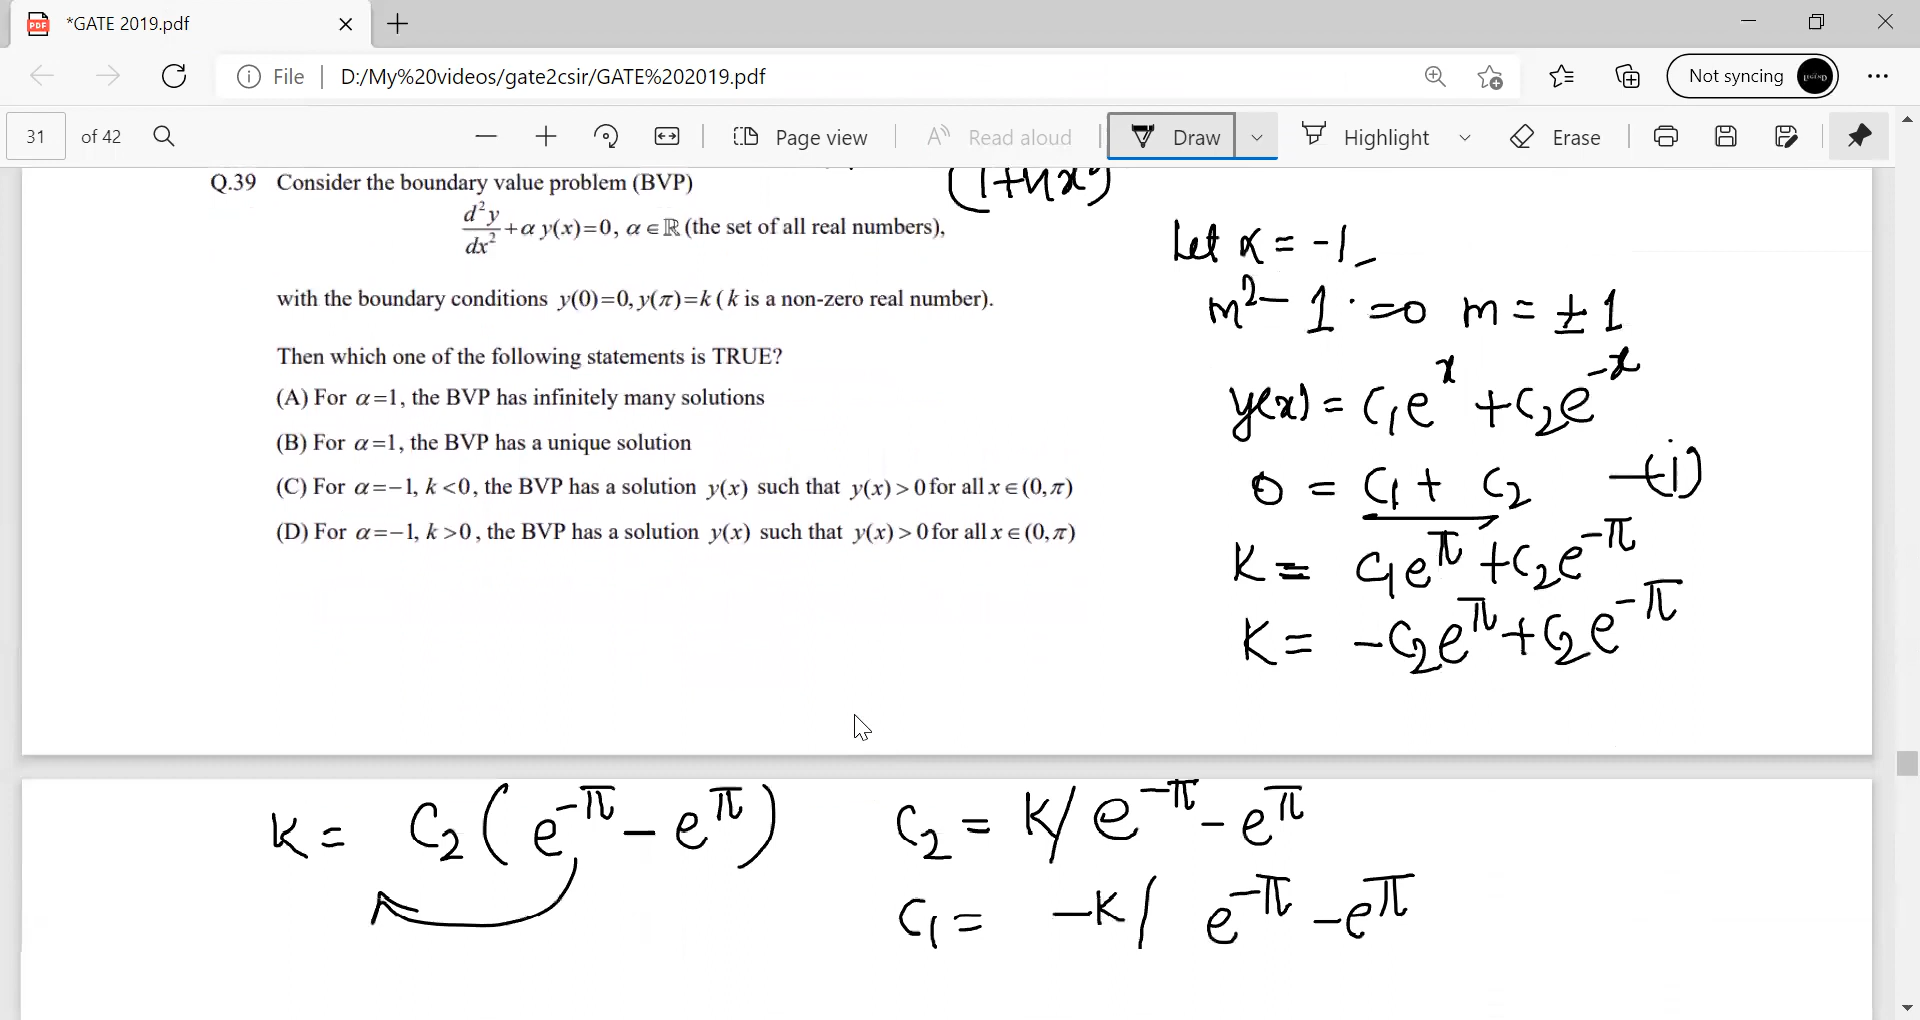 *GATE 2019.pdf
File | D:/My%20videos/gate2csir/GATE%202019.pdf
Not syncing
31 of 42
Page view
Read aloud
Draw
Highlight
Erase
Q.39 Consider the boundary value problem (BVP)
d²y/dx² + α y(x)=0, α ∈ ℝ (the set of all real numbers),
with the boundary conditions y(0)=0, y(π)=k ( k is a non-zero real number).
Then which one of the following statements is TRUE?
(A) For α=1, the BVP has infinitely many solutions
(B) For α=1, the BVP has a unique solution
(C) For α=−1, k <0, the BVP has a solution y(x) such that y(x) > 0 for all x ∈ (0,π)
(D) For α=−1, k >0, the BVP has a solution y(x) such that y(x) > 0 for all x ∈ (0,π)
Let α = -1
m² - 1 = 0 m = ± 1
y(x) = C₁e^x + C₂e^-x
0 = C₁ + C₂ —(i)
K = C₁e^π + C₂e^-π
K = -C₂e^π + C₂e^-π
K = C₂(e^-π - e^π)
C₂ = K/ e^-π - e^π
C₁ = -K/ e^-π - e^π